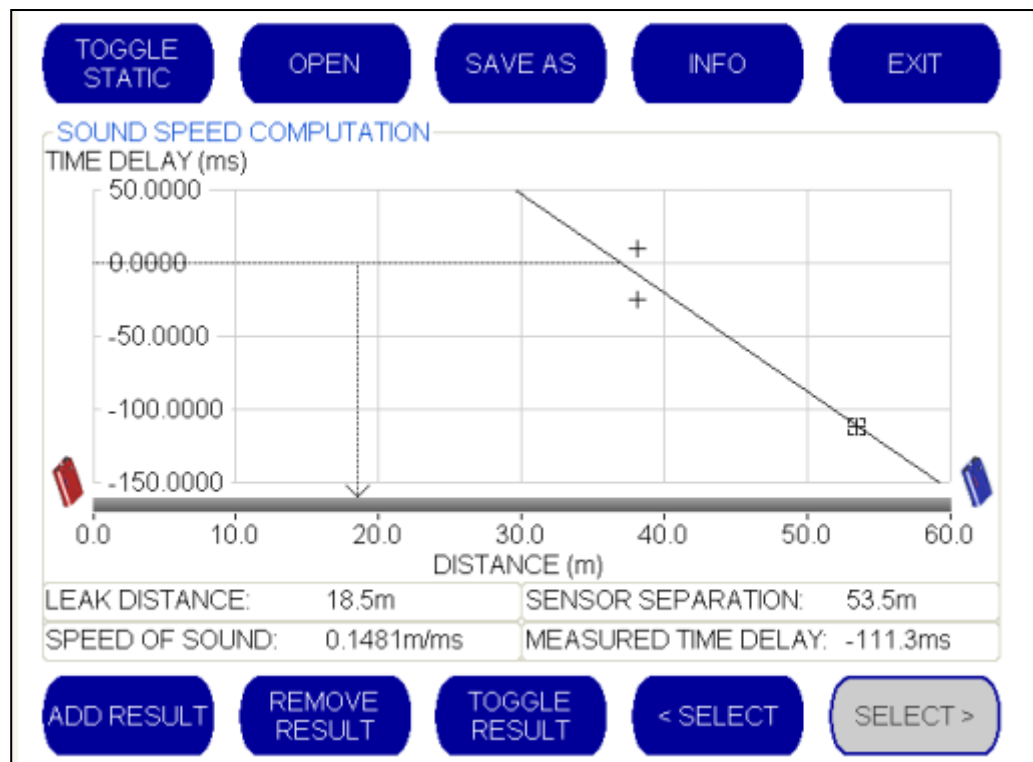 TOGGLE
STATIC
OPEN
SAVE AS
INFO
EXIT
SOUND SPEED COMPUTATION
TIME DELAY (ms)
50.0000
0.0000
-50.0000
-100.0000
-150.0000
0.0 10.0 20.0 30.0 40.0 50.0 60.0
DISTANCE (m)
LEAK DISTANCE: 18.5m SENSOR SEPARATION: 53.5m
SPEED OF SOUND: 0.1481m/ms MEASURED TIME DELAY: -111.3ms
ADD RESULT
REMOVE
RESULT
TOGGLE
RESULT
< SELECT
SELECT >